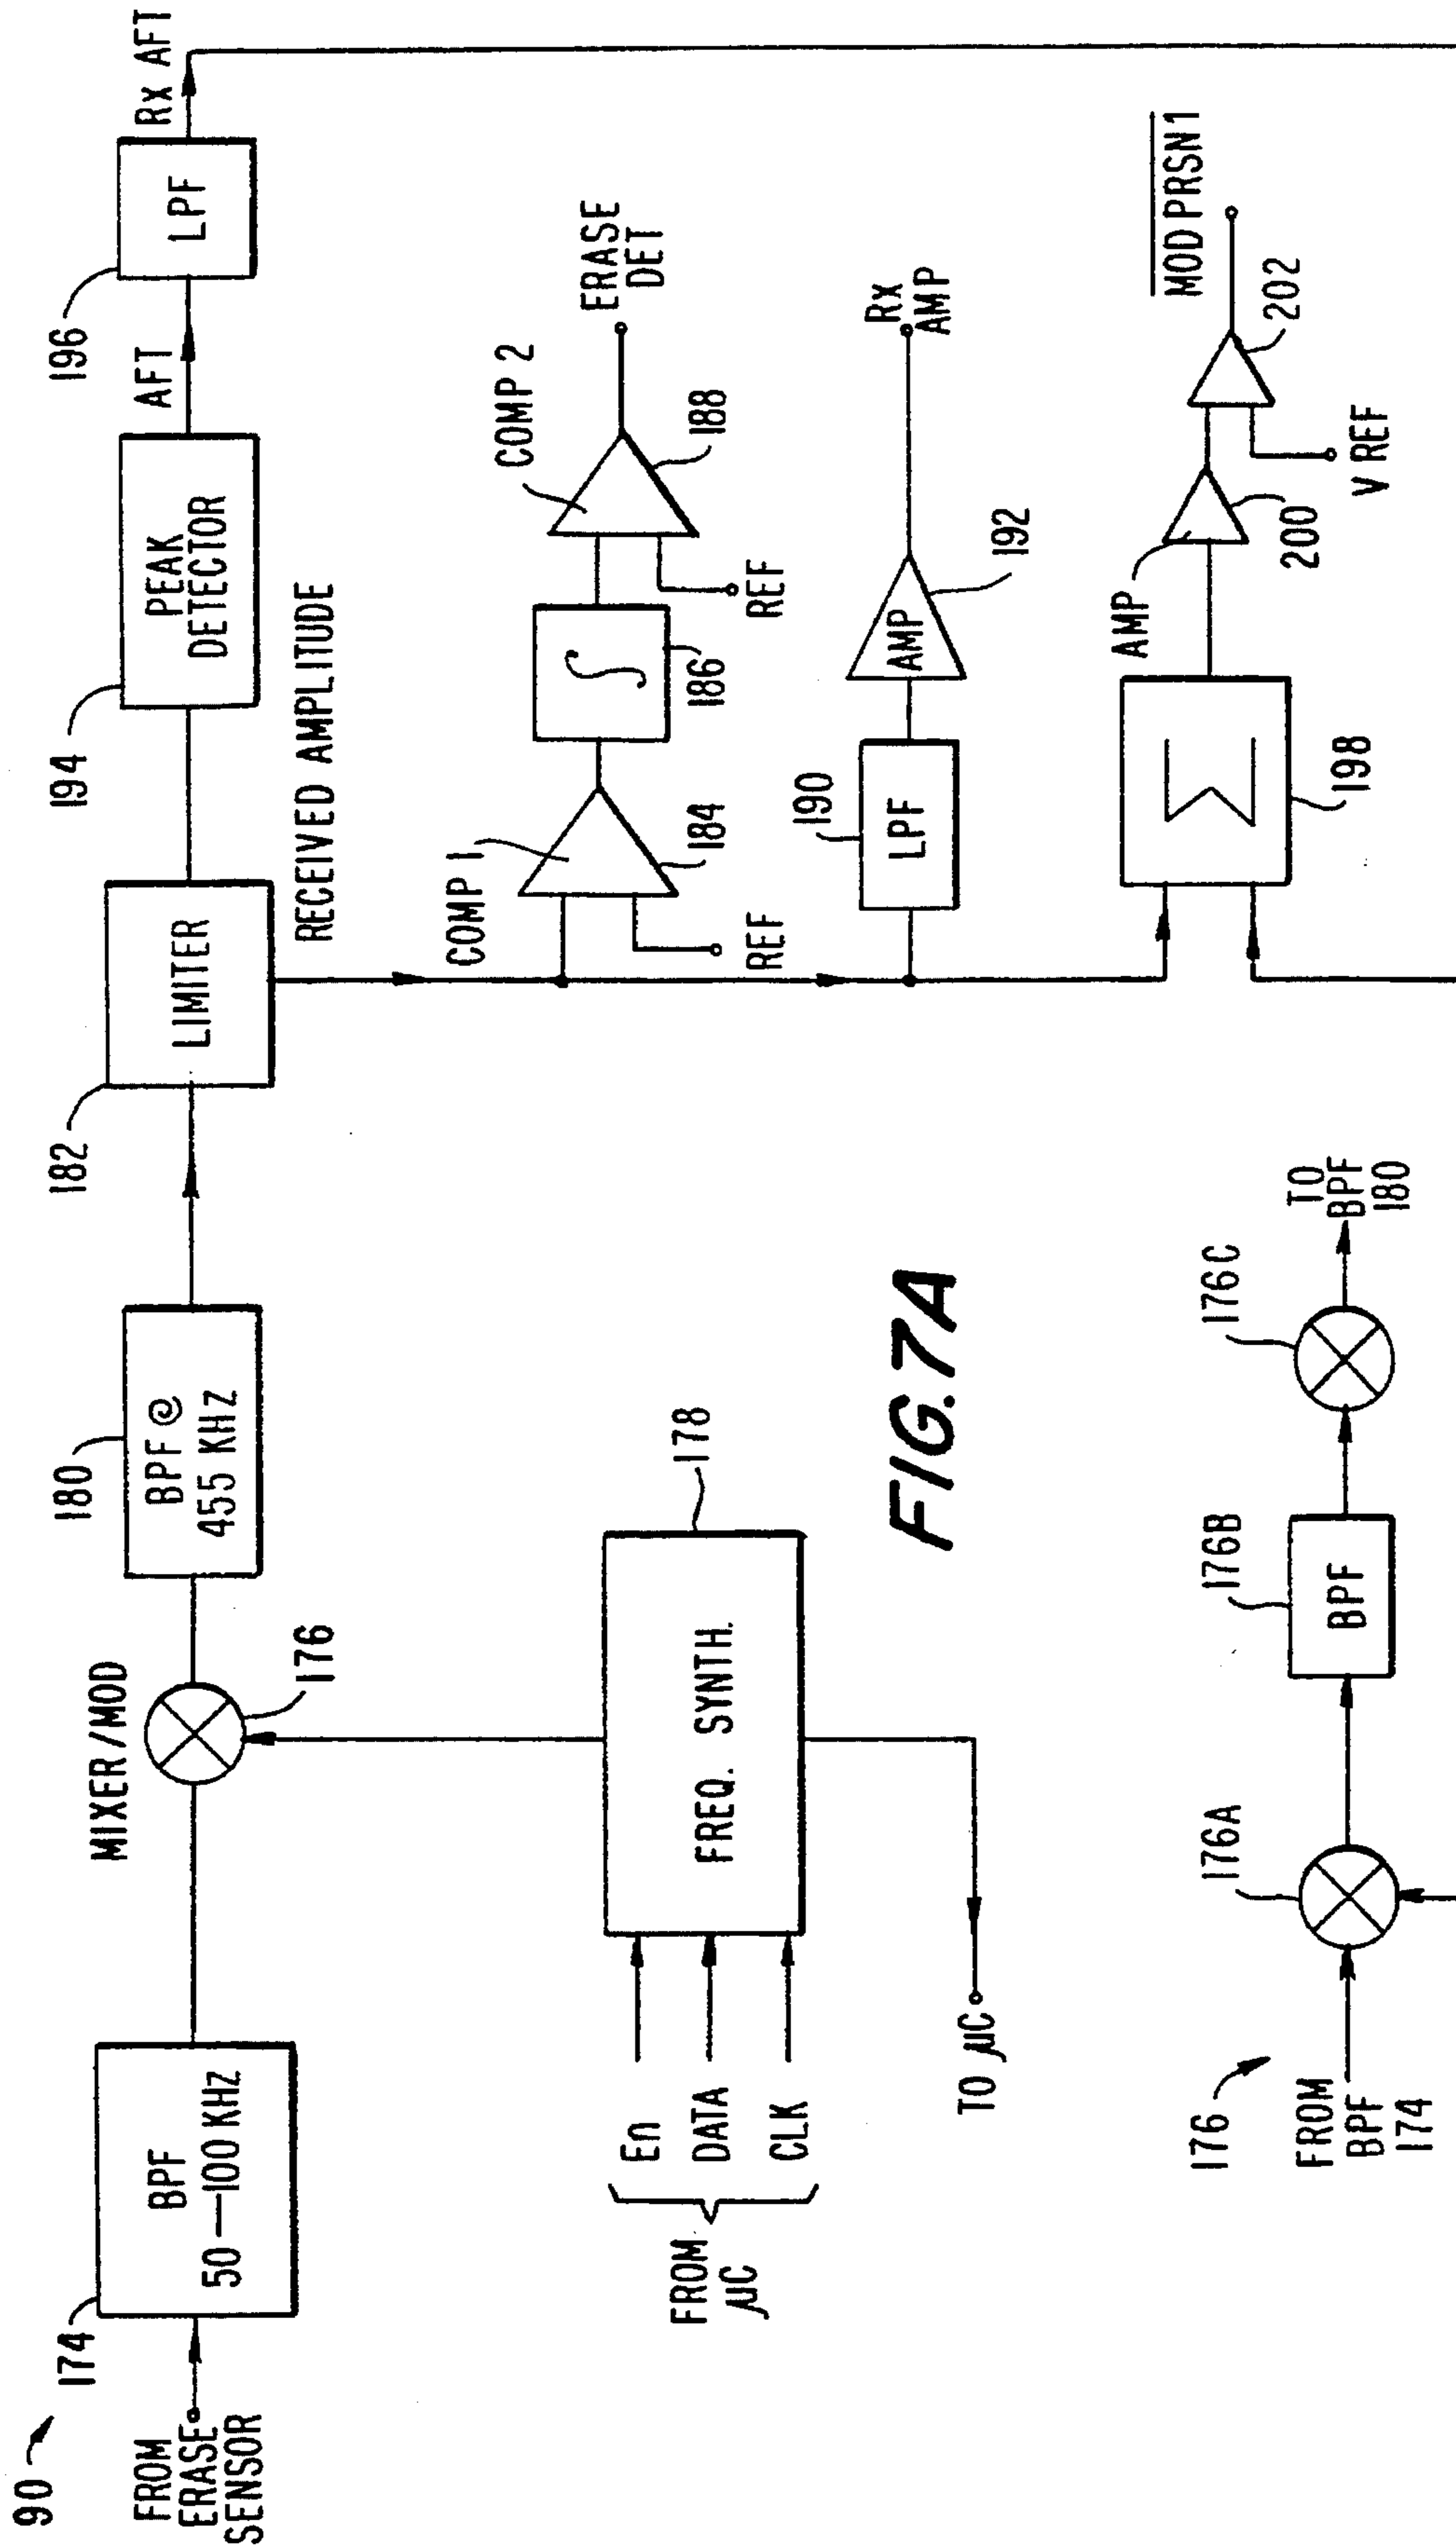 90
FROM
ERASE
SENSOR
174
BPF
50—100 KHZ
MIXER/MOD
176
180
BPF @
455 KHZ
182
LIMITER
194
PEAK
DETECTOR
AFT
196
LPF
Rx AFT
RECEIVED AMPLITUDE
COMP 1
184
REF
186
∫
COMP 2
188
REF
ERASE
DET
190
LPF
AMP
192
Rx
AMP
Σ
198
AMP
200
V REF
202
MOD PRSN1
FROM
μC
En
DATA
CLK
FREQ. SYNTH.
178
TO μC
FIG. 7A
176
FROM
BPF
174
176A
176B
BPF
176C
TO
BPF
180